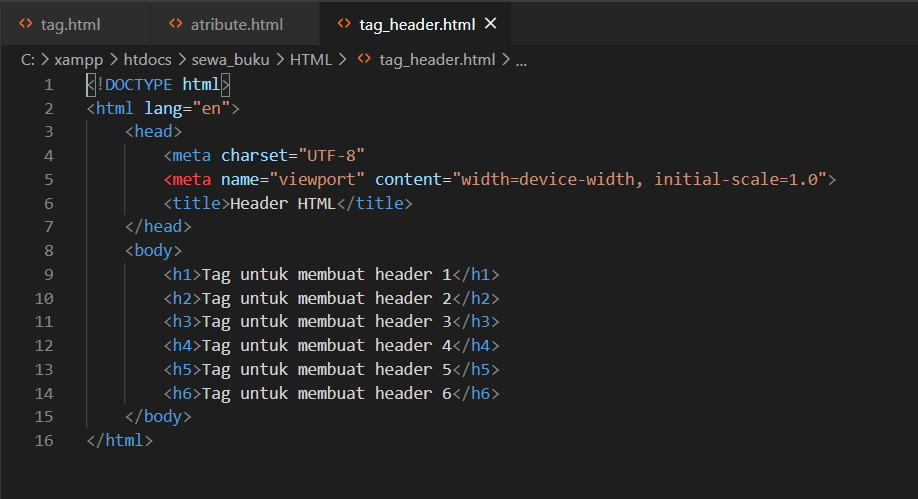 tag.html atribute.html tag_header.html ×
C: > xampp > htdocs > sewa_buku > HTML > <> tag_header.html > ...
1 <!DOCTYPE html>
2 <html lang="en">
3 <head>
4 <meta charset="UTF-8"
5 <meta name="viewport" content="width=device-width, initial-scale=1.0">
6 <title>Header HTML</title>
7 </head>
8 <body>
9 <h1>Tag untuk membuat header 1</h1>
10 <h2>Tag untuk membuat header 2</h2>
11 <h3>Tag untuk membuat header 3</h3>
12 <h4>Tag untuk membuat header 4</h4>
13 <h5>Tag untuk membuat header 5</h5>
14 <h6>Tag untuk membuat header 6</h6>
15 </body>
16 </html>